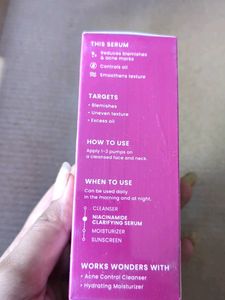 THIS SERUM
Reduces blemishes
& acne marks
Controls oil
Smoothens texture
TARGETS
• Blemishes
• Uneven texture
• Excess oil
HOW TO USE
Apply 1-3 pumps on
a cleansed face and neck.
WHEN TO USE
Can be used daily
in the morning and at night.
CLEANSER
NIACINAMIDE
CLARIFYING SERUM
MOISTURIZER
SUNSCREEN
WORKS WONDERS WITH
• Acne Control Cleanser
• Hydrating Moisturizer